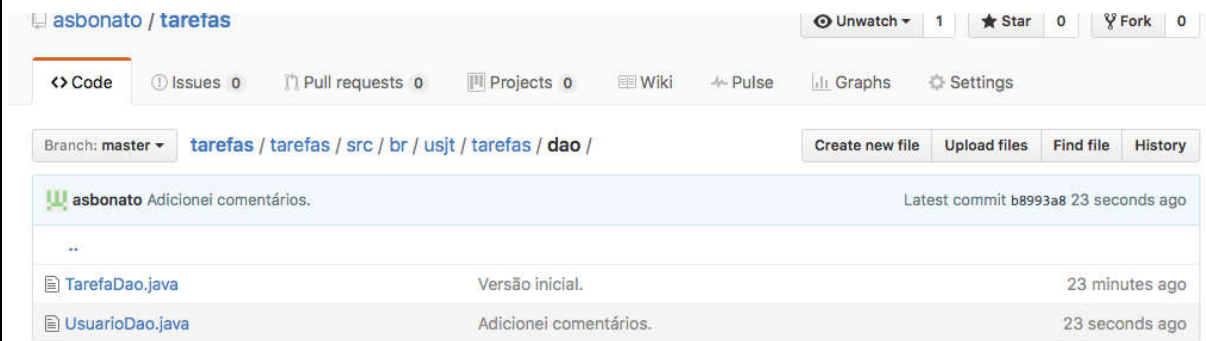 asbonato / tarefas Unwatch 1 Star 0 Fork 0
Code Issues 0 Pull requests 0 Projects 0 Wiki Pulse Graphs Settings
Branch: master tarefas / tarefas / src / br / usjt / tarefas / dao / Create new file Upload files Find file History
asbonato Adicionei comentários. Latest commit b8993a8 23 seconds ago
..
TarefaDao.java Versão inicial. 23 minutes ago
UsuarioDao.java Adicionei comentários. 23 seconds ago